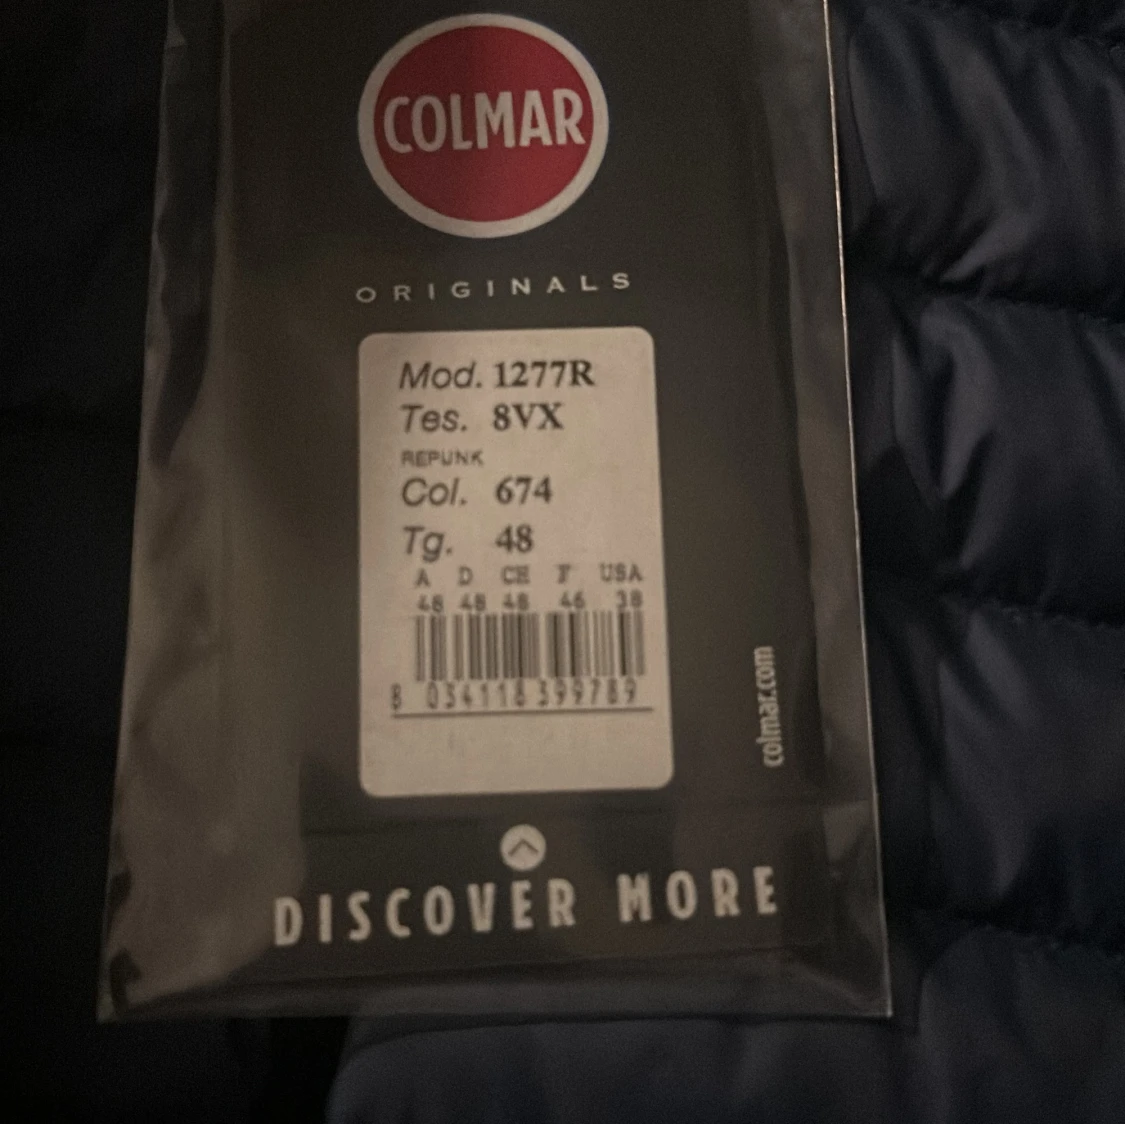 COLMAR
ORIGINALS
Mod. 1277R
Tes. 8VX
REPUNK
Col. 674
Tg. 48
A D CH F USA
48 48 48 46 38
8 034118 399789
colmar.com
DISCOVER MORE